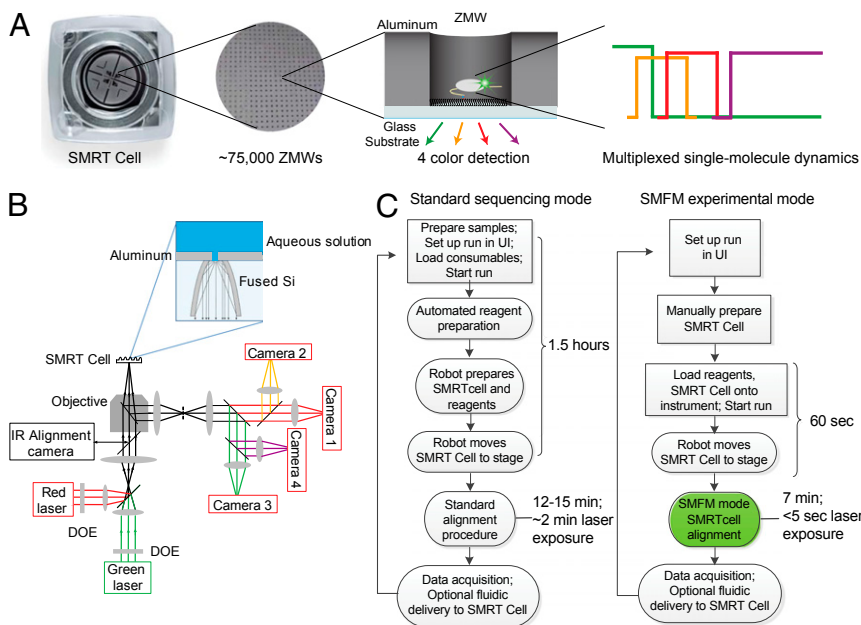 A
Aluminum
ZMW
Glass
Substrate
SMRT Cell
~75,000 ZMWs
4 color detection
Multiplexed single-molecule dynamics
B
Aluminum
Aqueous solution
Fused Si
SMRT Cell
Objective
IR Alignment
camera
Red
laser
DOE
DOE
Green
laser
Camera 2
Camera 1
Camera 4
Camera 3
C
Standard sequencing mode
Prepare samples;
Set up run in UI;
Load consumables;
Start run
Automated reagent
preparation
Robot prepares
SMRTcell and
reagents
Robot moves
SMRT Cell to stage
1.5 hours
Standard
alignment
procedure
12-15 min;
~2 min laser
exposure
Data acquisition;
Optional fluidic
delivery to SMRT Cell
SMFM experimental mode
Set up run
in UI
Manually prepare
SMRT Cell
Load reagents,
SMRT Cell onto
instrument; Start run
Robot moves
SMRT Cell to stage
60 sec
SMFM mode
SMRTcell
alignment
7 min;
<5 sec laser
exposure
Data acquisition;
Optional fluidic
delivery to SMRT Cell